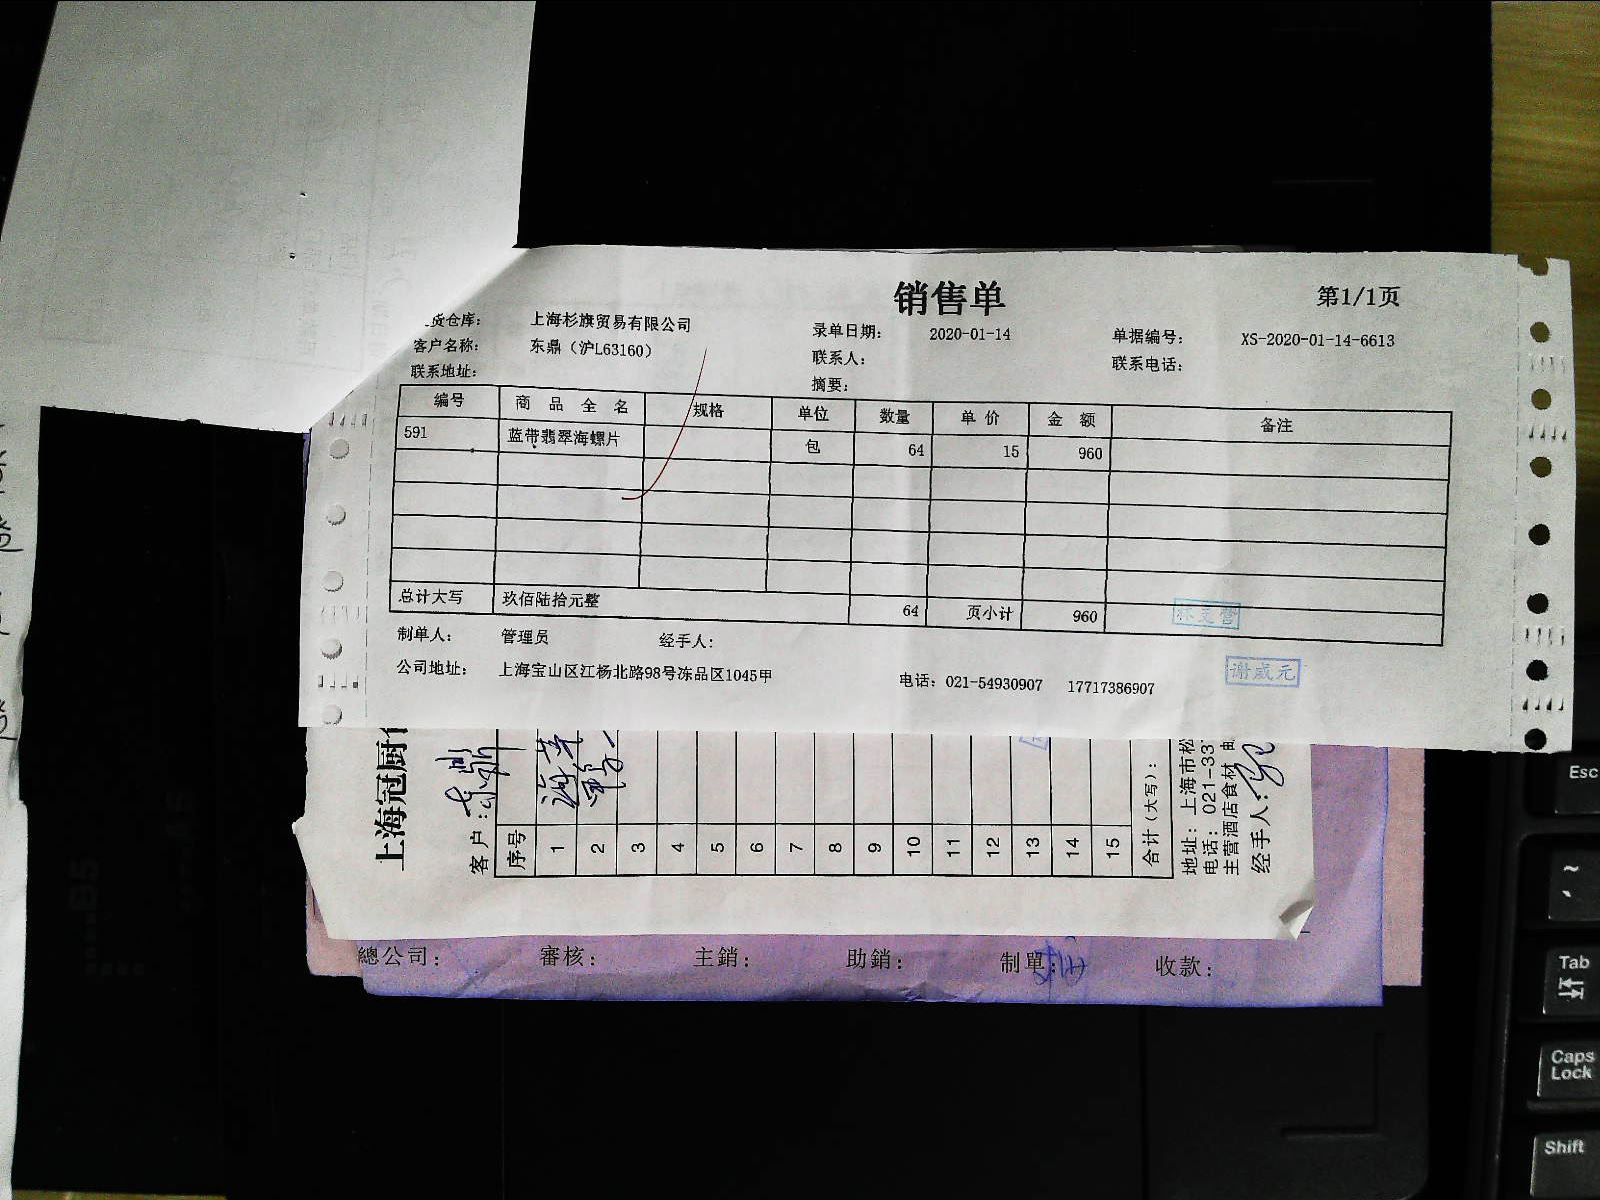 销售单
第1/1页
货仓库： 上海杉旗贸易有限公司 录单日期： 2020-01-14 单据编号： XS-2020-01-14-6613
客户名称： 东鼎（沪L63160） 联系人： 联系电话：
联系地址： 摘要：
编号 商品全名 规格 单位 数量 单价 金额 备注
591 蓝带翡翠海螺片 包 64 15 960
总计大写 玖佰陆拾元整 64 页小计 960
制单人： 管理员 经手人：
公司地址： 上海宝山区江杨北路98号冻品区1045甲 电话：021-54930907 17717386907
谢成元
上海冠厨
客户：东鼎
序号
1
2
3
4
5
6
7
8
9
10
11
12
13
14
15
合计（大写）：
地址：上海市松
电话：021-33
主营酒店食材
经手人：
總公司： 審核： 主銷： 助銷： 制單： 收款：
Esc
Tab
Caps
Lock
Shift